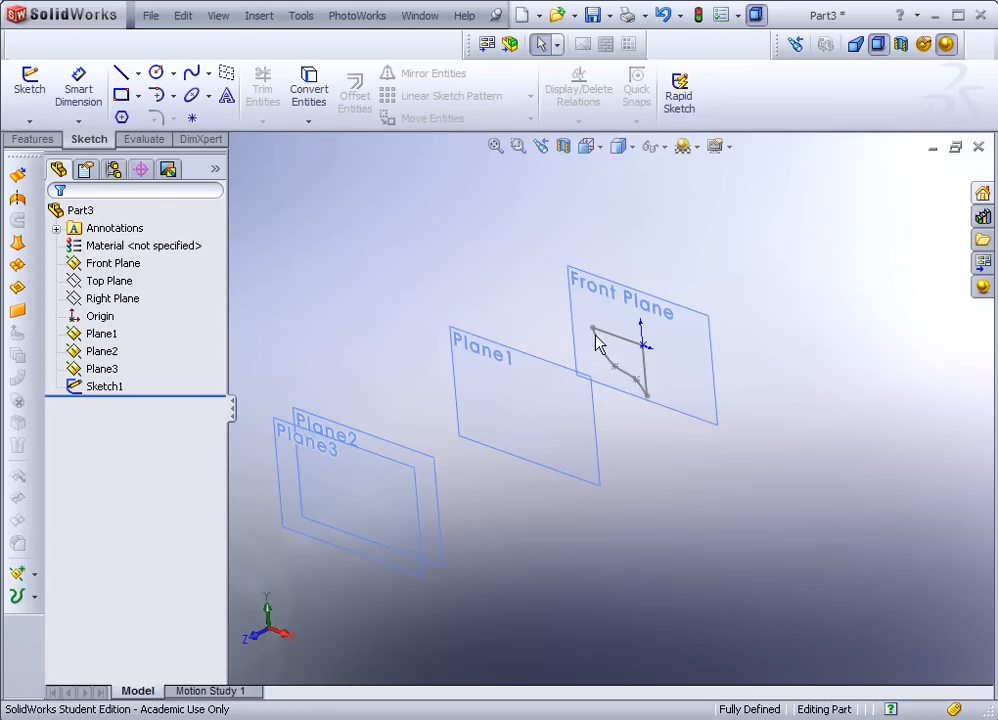 SolidWorks File Edit View Insert Tools PhotoWorks Window Help Part3 *
Sketch
Smart Dimension
Trim Entities
Convert Entities
Offset Entities
Mirror Entities
Linear Sketch Pattern
Move Entities
Display/Delete Relations
Quick Snaps
Rapid Sketch
Features Sketch Evaluate DimXpert
Part3
Annotations
Material <not specified>
Front Plane
Top Plane
Right Plane
Origin
Plane1
Plane2
Plane3
Sketch1
Front Plane
Plane1
Plane2
Plane3
Y
Z
Model Motion Study 1
SolidWorks Student Edition - Academic Use Only Fully Defined Editing Part